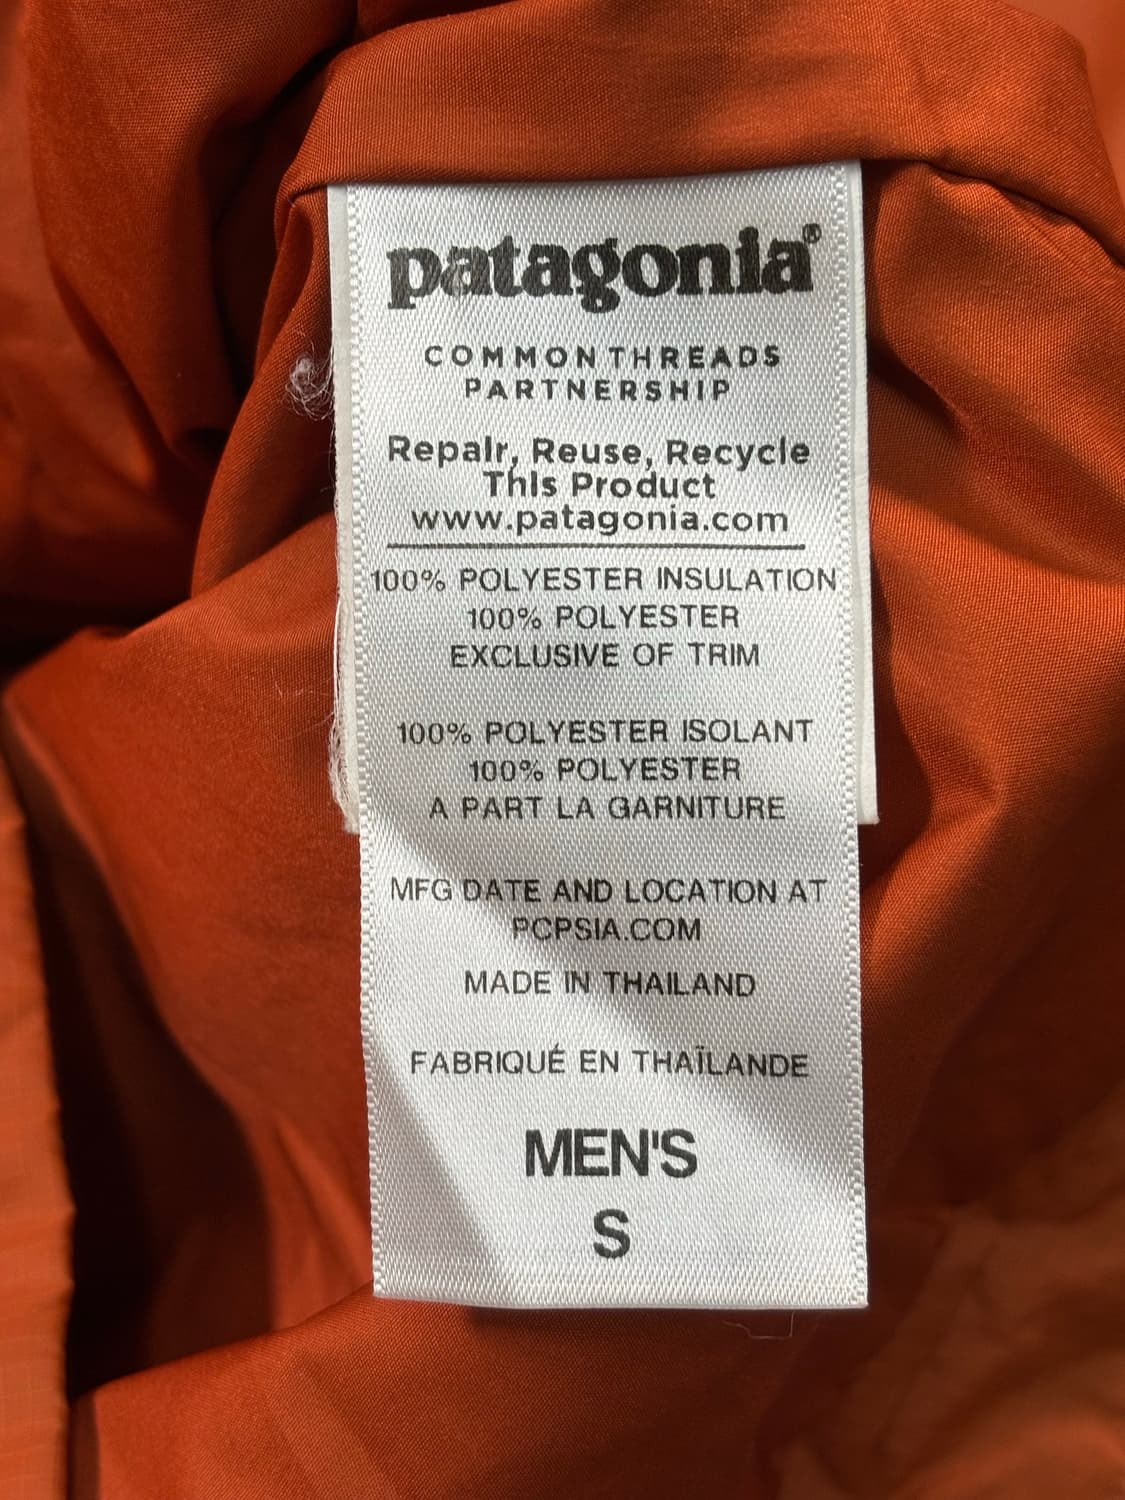 patagonia®
COMMON THREADS
PARTNERSHIP
Repair, Reuse, Recycle
This Product
www.patagonia.com
100% POLYESTER INSULATION
100% POLYESTER
EXCLUSIVE OF TRIM
100% POLYESTER ISOLANT
100% POLYESTER
A PART LA GARNITURE
MFG DATE AND LOCATION AT
PCPSIA.COM
MADE IN THAILAND
FABRIQUÉ EN THAÏLANDE
MEN'S
S